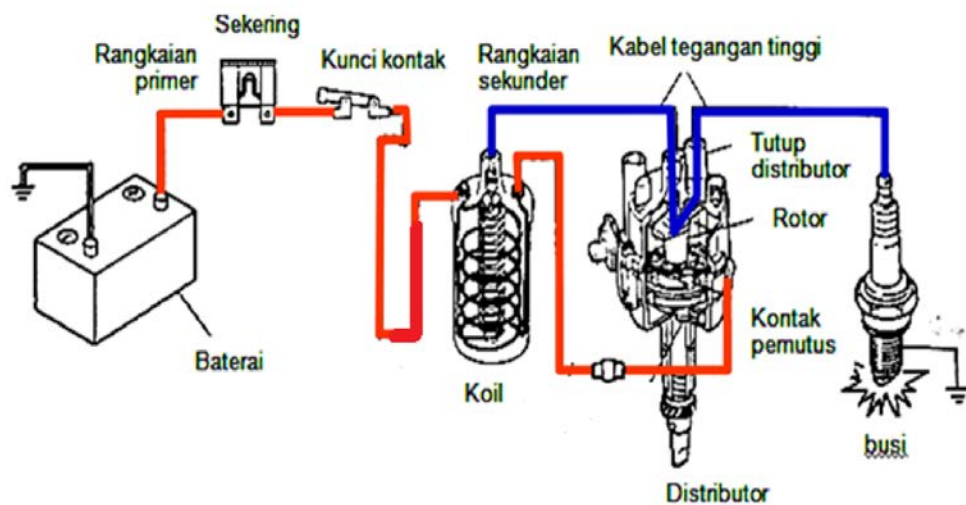 Sekering
Rangkaian
primer
Kunci kontak
Rangkaian
sekunder
Kabel tegangan tinggi
Tutup
distributor
Rotor
Kontak
pemutus
Baterai
Koil
busi
Distributor